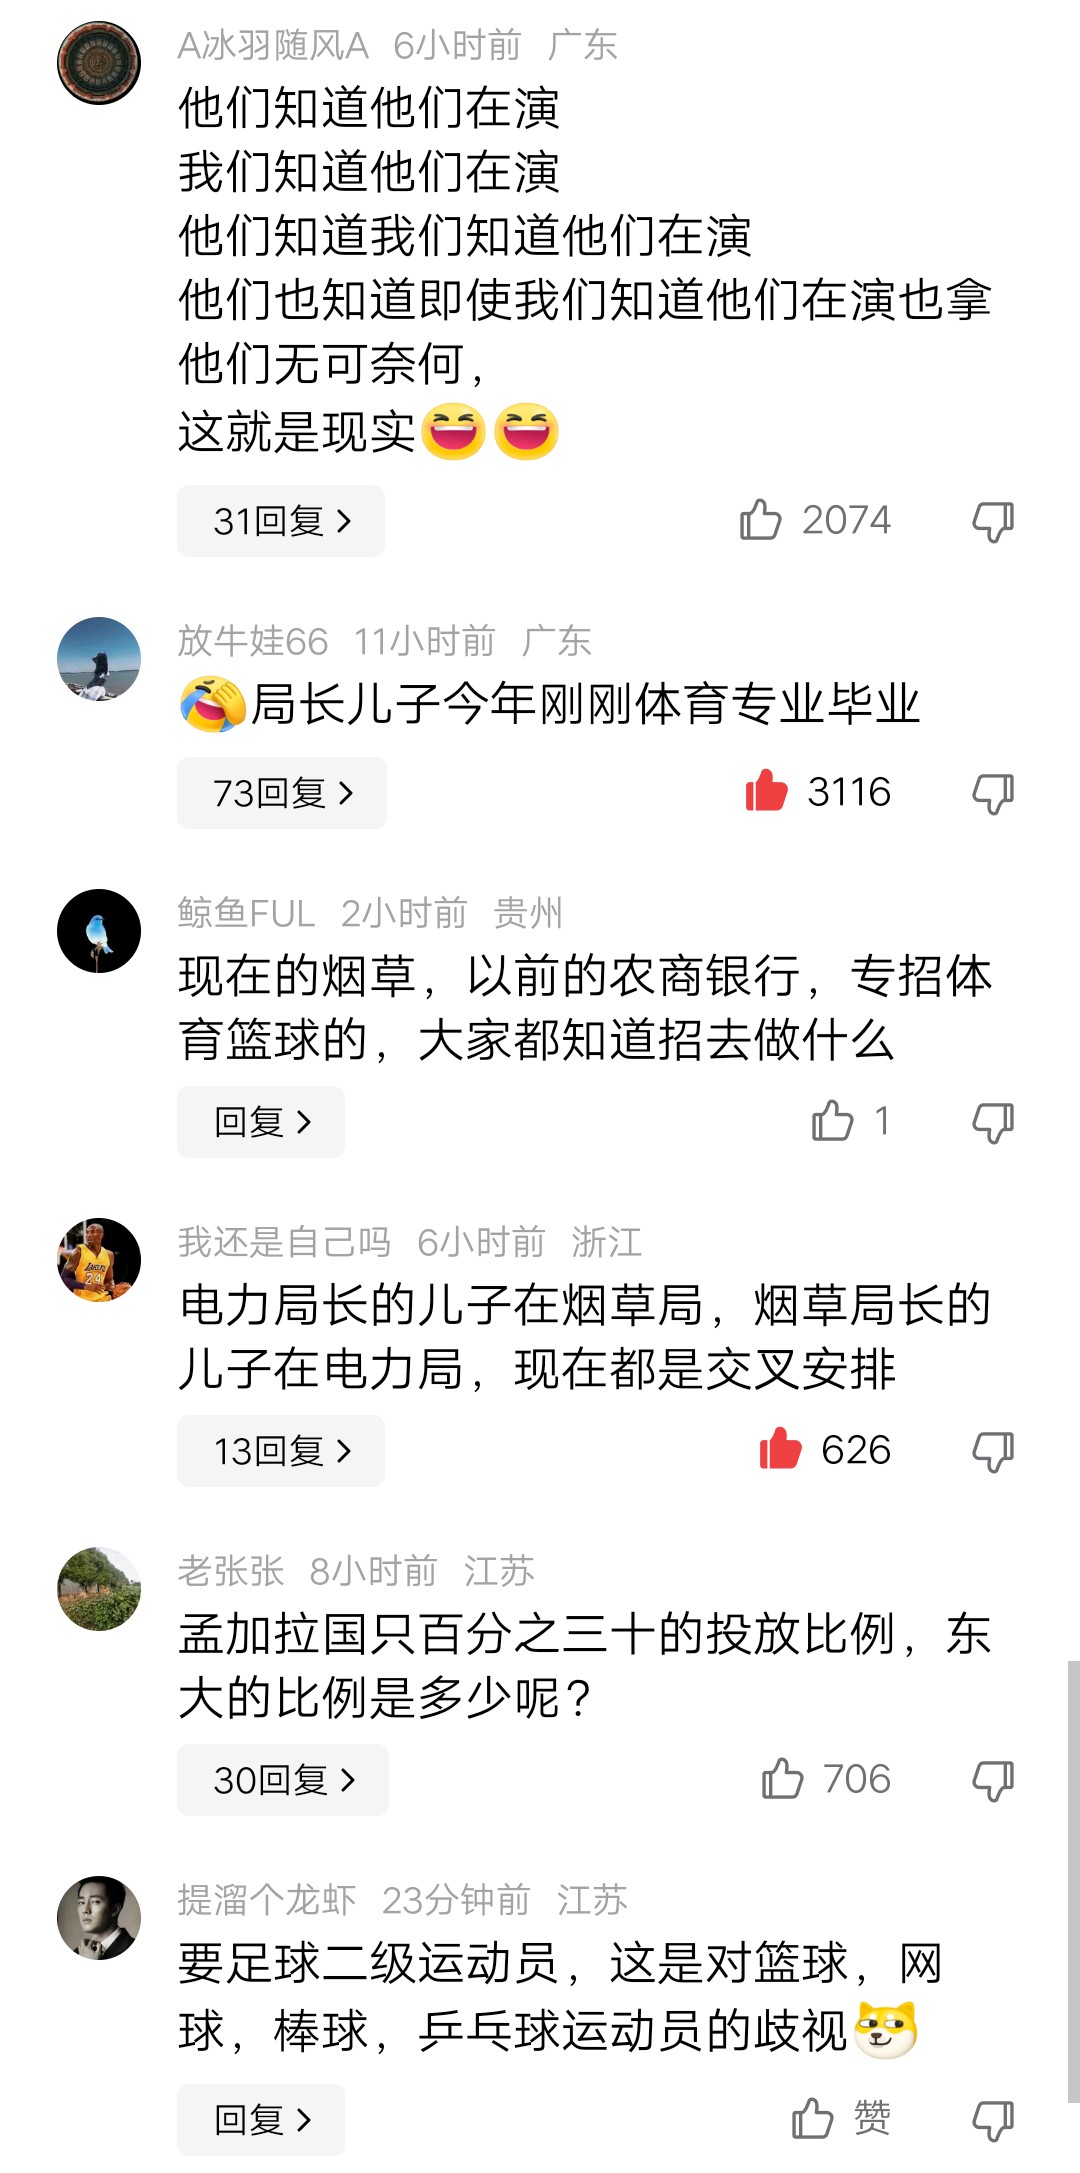 A冰羽随风A 6小时前 广东
他们知道他们在演
我们知道他们在演
他们知道我们知道他们在演
他们也知道即使我们知道他们在演也拿
他们无可奈何，
这就是现实😆😆
31回复 >
2074
放牛娃66 11小时前 广东
🤣局长儿子今年刚刚体育专业毕业
73回复 >
3116
鲸鱼FUL 2小时前 贵州
现在的烟草，以前的农商银行，专招体
育篮球的，大家都知道招去做什么
回复 >
1
我还是自己吗 6小时前 浙江
电力局长的儿子在烟草局，烟草局长的
儿子在电力局，现在都是交叉安排
13回复 >
626
老张张 8小时前 江苏
孟加拉国只百分之三十的投放比例，东
大的比例是多少呢？
30回复 >
706
提溜个龙虾 23分钟前 江苏
要足球二级运动员，这是对篮球，网
球，棒球，乒乓球运动员的歧视
回复 >
赞
LAKERS
24